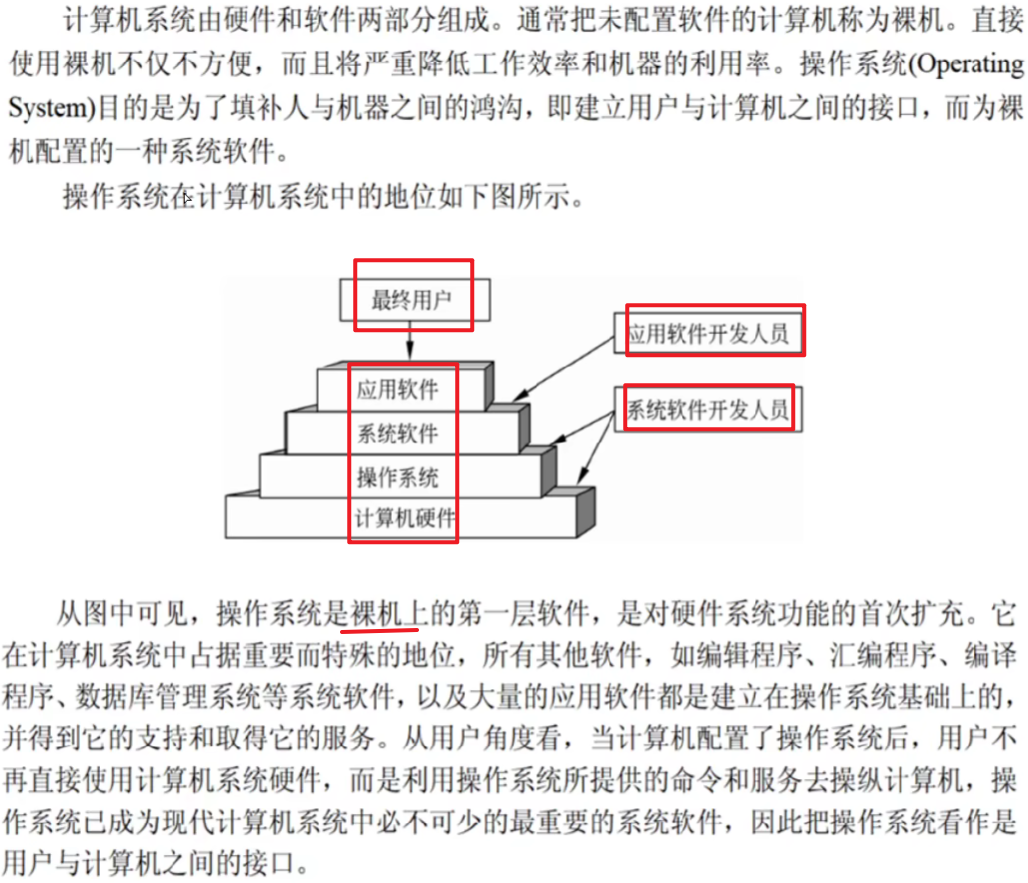 计算机系统由硬件和软件两部分组成。通常把未配置软件的计算机称为裸机。直接
使用裸机不仅不方便，而且将严重降低工作效率和机器的利用率。操作系统(Operating
System)目的是为了填补人与机器之间的鸿沟，即建立用户与计算机之间的接口，而为裸
机配置的一种系统软件。
操作系统在计算机系统中的地位如下图所示。
最终用户
应用软件开发人员
应用软件
系统软件开发人员
系统软件
操作系统
计算机硬件
从图中可见，操作系统是裸机上的第一层软件，是对硬件系统功能的首次扩充。它
在计算机系统中占据重要而特殊的地位，所有其他软件，如编辑程序、汇编程序、编译
程序、数据库管理系统等系统软件，以及大量的应用软件都是建立在操作系统基础上的，
并得到它的支持和取得它的服务。从用户角度看，当计算机配置了操作系统后，用户不
再直接使用计算机系统硬件，而是利用操作系统所提供的命令和服务去操纵计算机，操
作系统已成为现代计算机系统中必不可少的最重要的系统软件，因此把操作系统看作是
用户与计算机之间的接口。